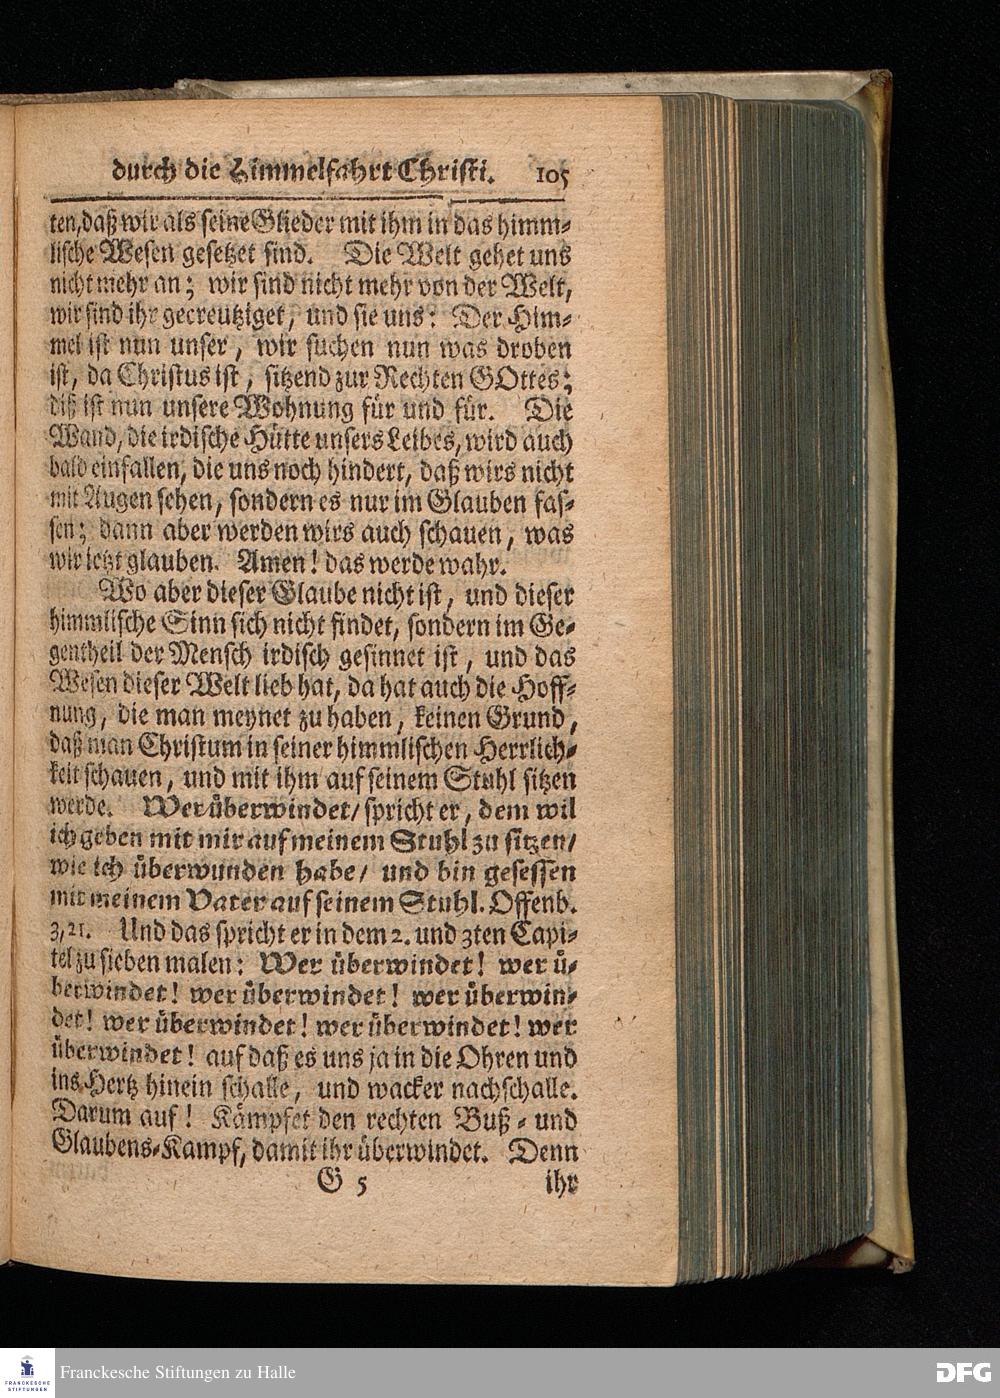 durch die Himmelfahrt Christi. 105
ten, daß wir als seine Glieder mit ihm in das himm-
lische Wesen gesetzet sind. Die Welt gehet uns
nicht mehr an; wir sind nicht mehr von der Welt,
wir sind ihr gecreutziget, und sie uns: Der Him-
mel ist nun unser, wir suchen nun was droben
ist, da Christus ist, sitzend zur Rechten GOttes;
diß ist nun unsere Wohnung für und für. Die
Wand, die irdische Hütte unsers Leibes, wird auch
bald einfallen, die uns noch hindert, daß wirs nicht
mit Augen sehen, sondern es nur im Glauben fas-
sen; dann aber werden wirs auch schauen, was
wir jetzt glauben. Amen! das werde wahr.
Wo aber dieser Glaube nicht ist, und dieser
himmlische Sinn sich nicht findet, sondern im Ge-
gentheil der Mensch irdisch gesinnet ist, und das
Wesen dieser Welt lieb hat, da hat auch die Hoff-
nung, die man meynet zu haben, keinen Grund,
daß man Christum in seiner himmlischen Herrlich-
keit schauen, und mit ihm auf seinem Stuhl sitzen
werde. Wer überwindet/ spricht er, dem wil
ich geben mit mir auf meinem Stuhl zu sitzen/
wie ich überwunden habe/ und bin gesessen
mit meinem Vater auf seinem Stuhl. Offenb.
3,21. Und das spricht er in dem 2. und 3ten Capi-
tel zu sieben malen: Wer überwindet! wer ü-
berwindet! wer überwindet! wer überwin-
det! wer überwindet! wer überwindet! wer
überwindet! auf daß es uns ja in die Ohren und
ins Hertz hinein schalle, und wacker nachschalle.
Darum auf! Kämpfet den rechten Buß- und
Glaubens-Kampf, damit ihr überwindet. Denn
G 5 ihr
FRANCKESCHE
STIFTUNGEN
Franckesche Stiftungen zu Halle
DFG